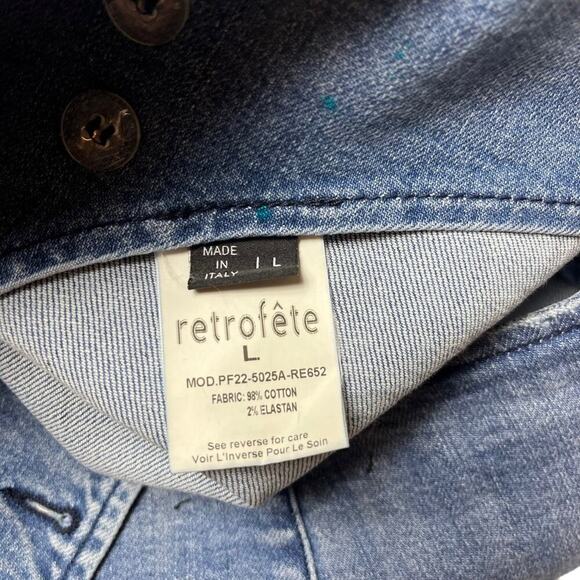 MADE
IN
ITALY
L
retrofête
L.
MOD.PF22-5025A-RE652
FABRIC: 98% COTTON
2% ELASTAN
See reverse for care
Voir L'Inverse Pour Le Soin